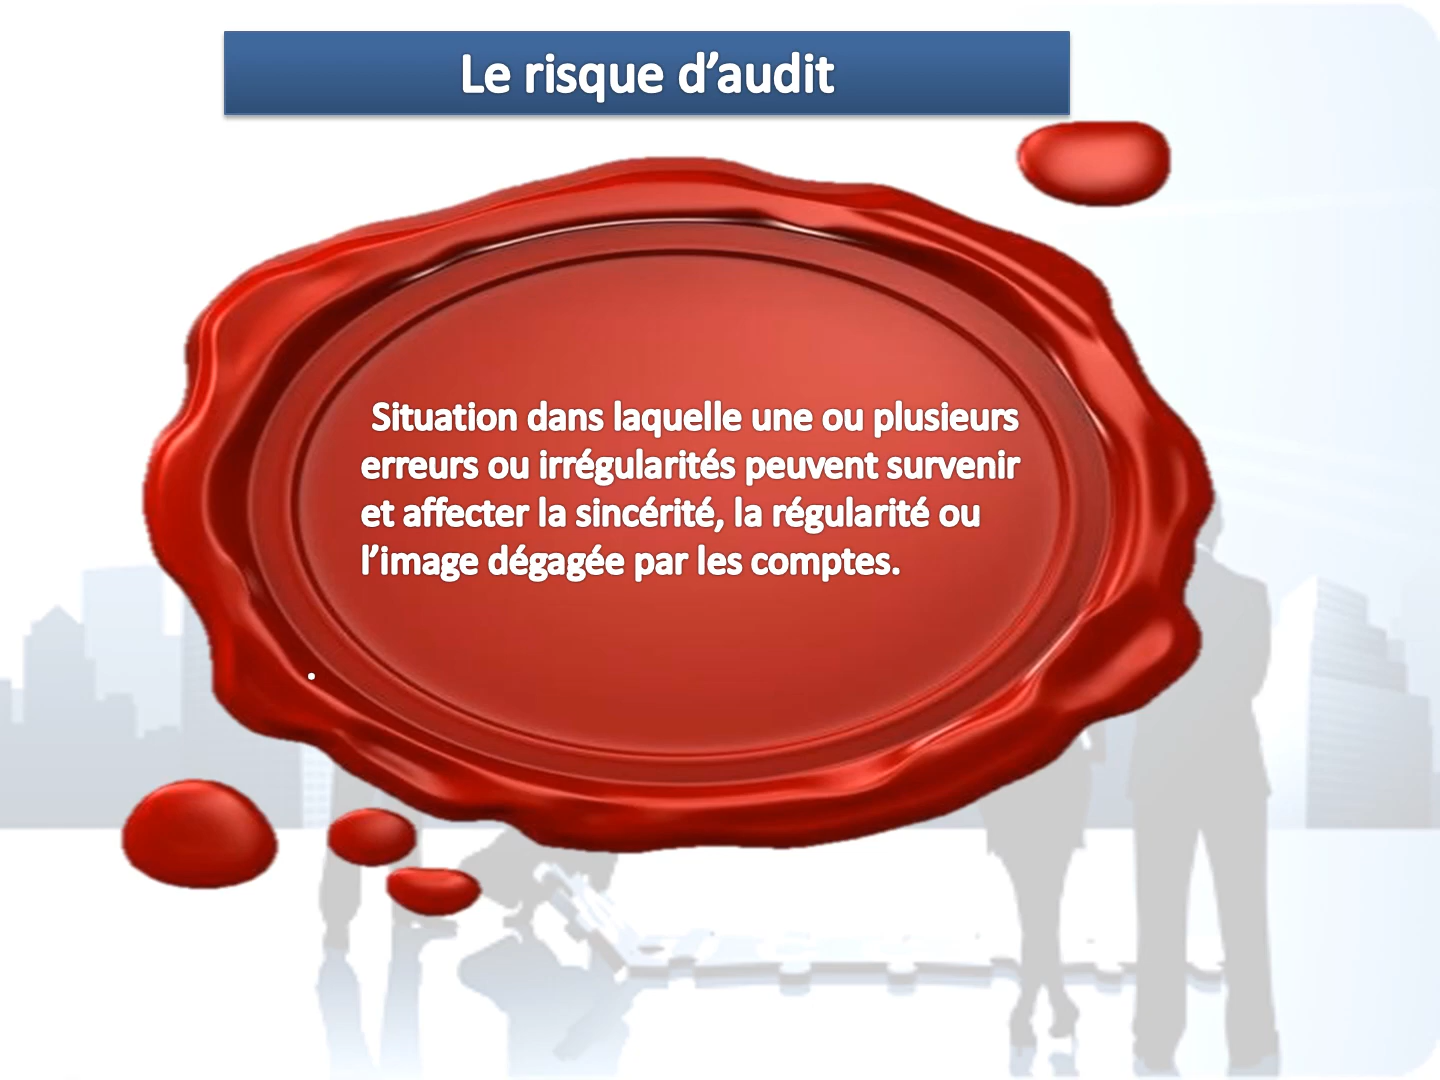 Le risque d’audit
Situation dans laquelle une ou plusieurs
erreurs ou irrégularités peuvent survenir
et affecter la sincérité, la régularité ou
l’image dégagée par les comptes.
.